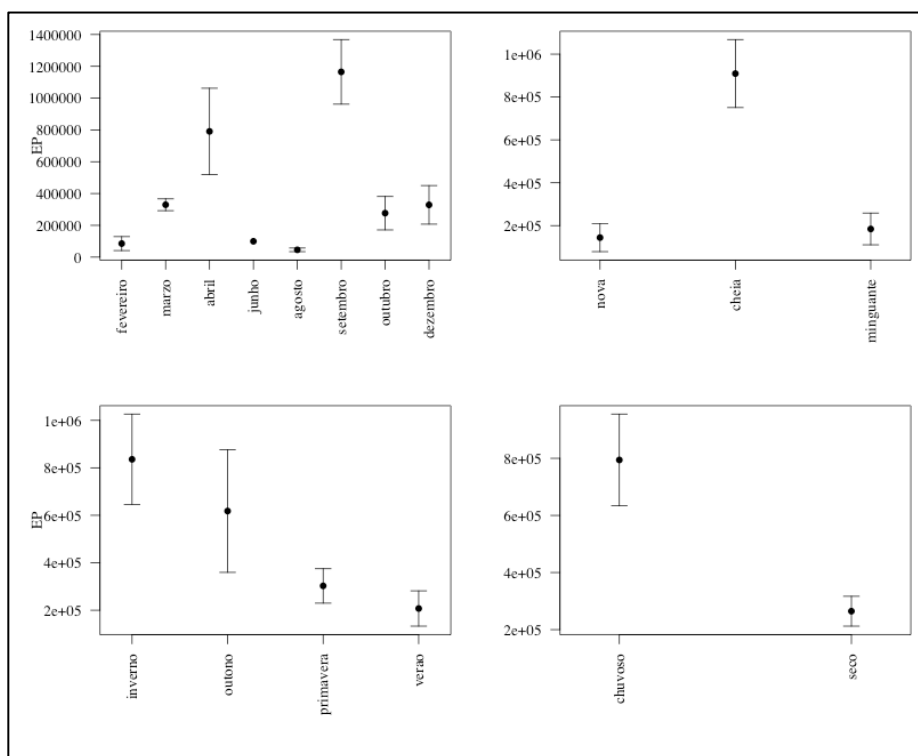 1400000
1200000
1000000
800000
600000
400000
200000
0
EP
fevereiro
marzo
abril
junho
agosto
setembro
outubro
dezembro
1e+06
8e+05
6e+05
4e+05
2e+05
nova
cheia
minguante
1e+06
8e+05
6e+05
4e+05
2e+05
EP
inverno
outono
primavera
verao
8e+05
6e+05
4e+05
2e+05
chuvoso
seco